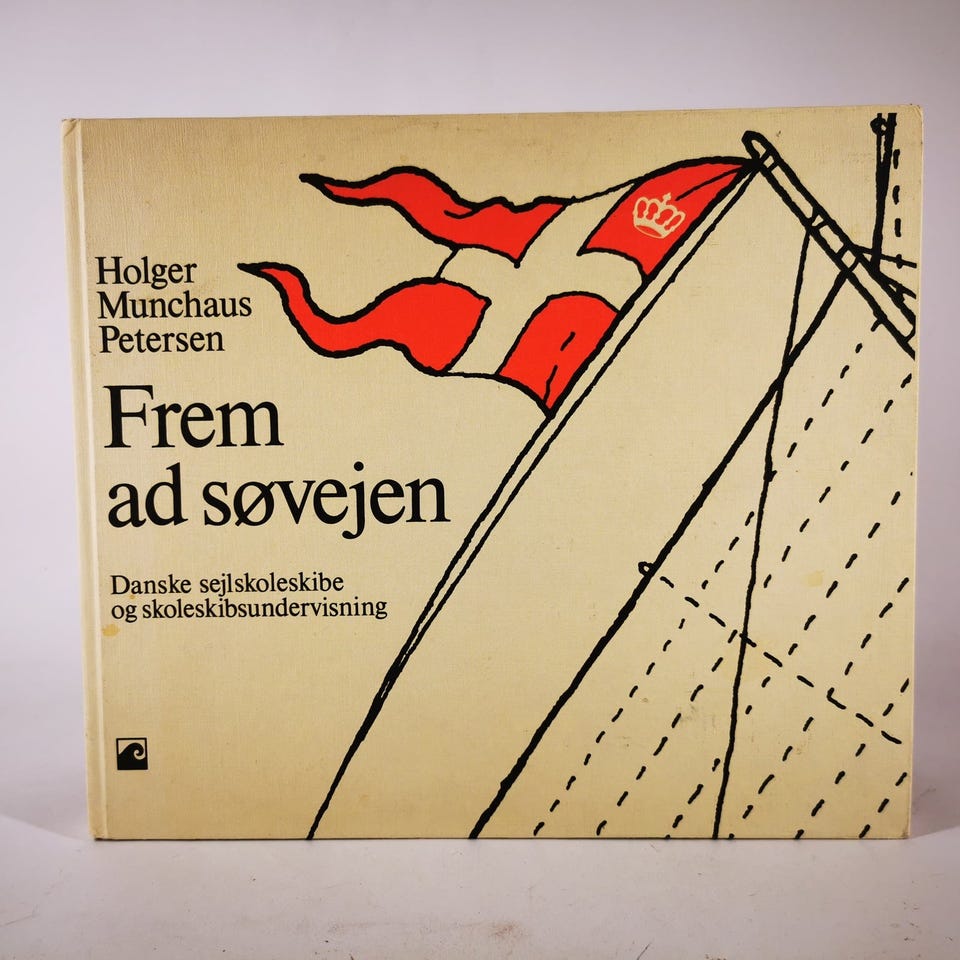 Holger
Munchaus
Petersen
Frem
ad søvejen
Danske sejlskoleskibe
og skoleskibsundervisning